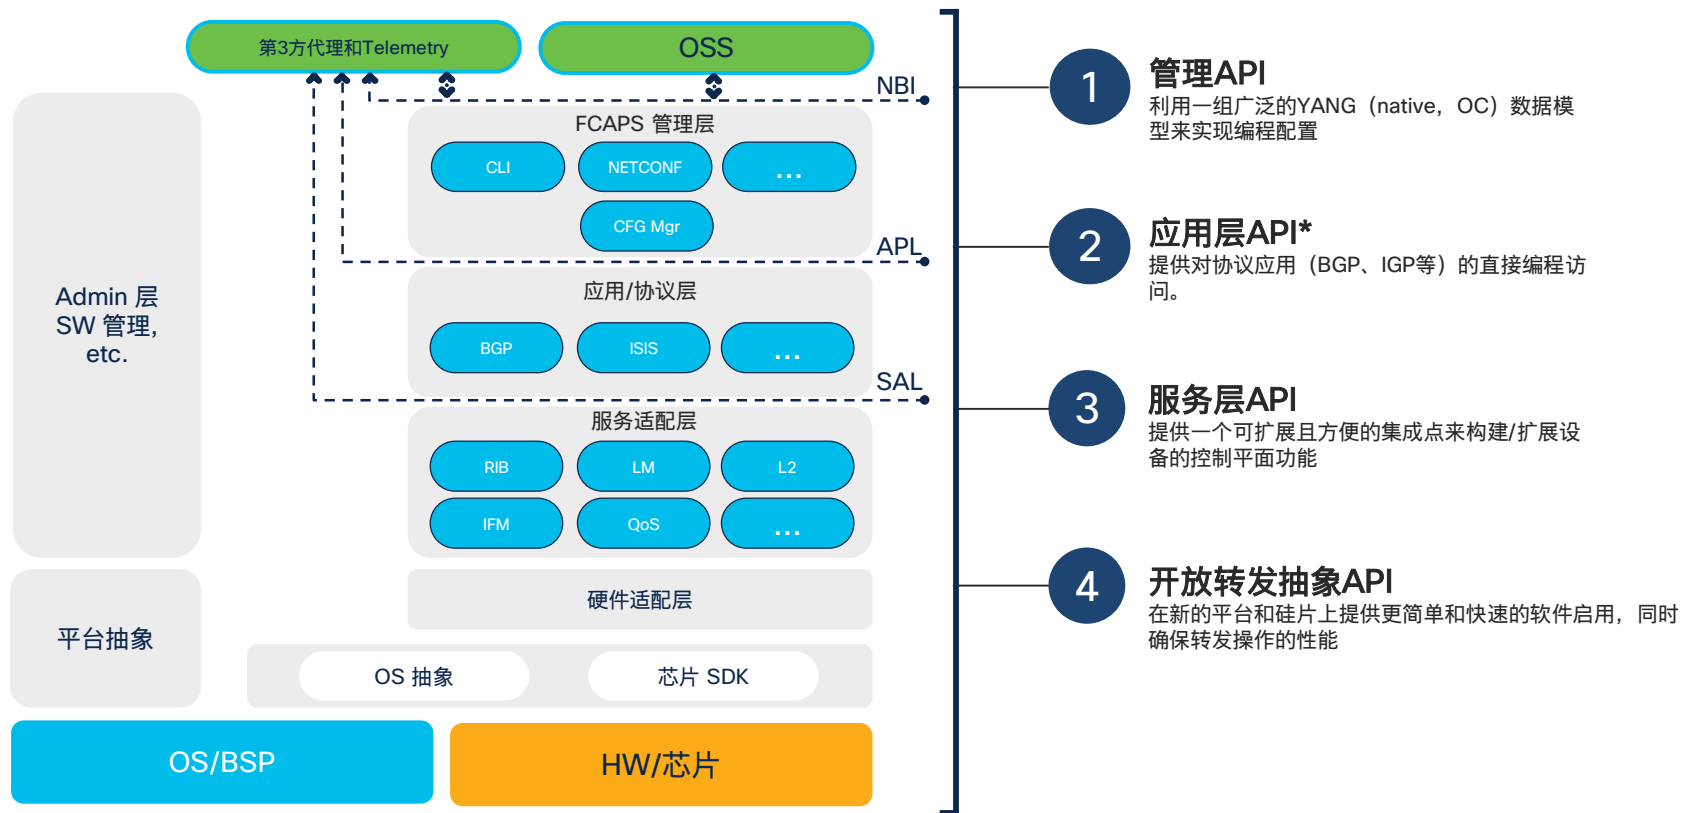 第3方代理和Telemetry
OSS
NBI
FCAPS 管理层
CLI
NETCONF
...
CFG Mgr
APL
应用/协议层
BGP
ISIS
...
SAL
服务适配层
RIB
LM
L2
IFM
QoS
...
Admin 层
SW 管理,
etc.
硬件适配层
平台抽象
OS 抽象
芯片 SDK
OS/BSP
HW/芯片
1
管理API
利用一组广泛的YANG（native，OC）数据模
型来实现编程配置
2
应用层API*
提供对协议应用（BGP、IGP等）的直接编程访
问。
3
服务层API
提供一个可扩展且方便的集成点来构建/扩展设
备的控制平面功能
4
开放转发抽象API
在新的平台和硅片上提供更简单和快速的软件启用，同时
确保转发操作的性能